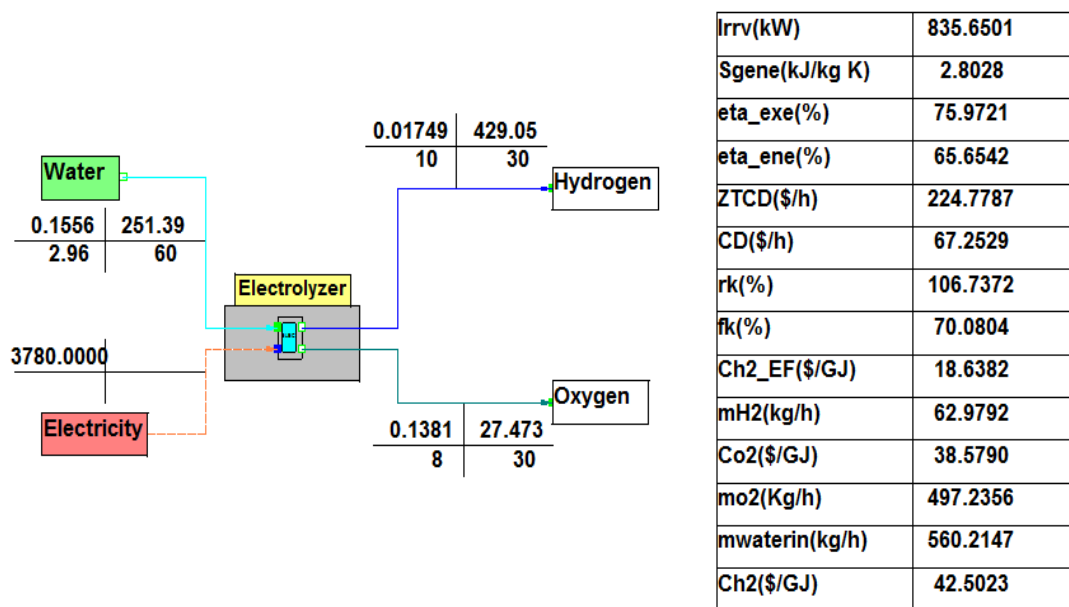 Water
0.1556 251.39
2.96 60
3780.0000
Electricity
Electrolyzer
ELEC
0.01749 429.05
10 30
Hydrogen
Oxygen
0.1381 27.473
8 30
Irrv(kW) 835.6501
Sgene(kJ/kg K) 2.8028
eta_exe(%) 75.9721
eta_ene(%) 65.6542
ZTCD($/h) 224.7787
CD($/h) 67.2529
rk(%) 106.7372
fk(%) 70.0804
Ch2_EF($/GJ) 18.6382
mH2(kg/h) 62.9792
Co2($/GJ) 38.5790
mo2(Kg/h) 497.2356
mwaterin(kg/h) 560.2147
Ch2($/GJ) 42.5023